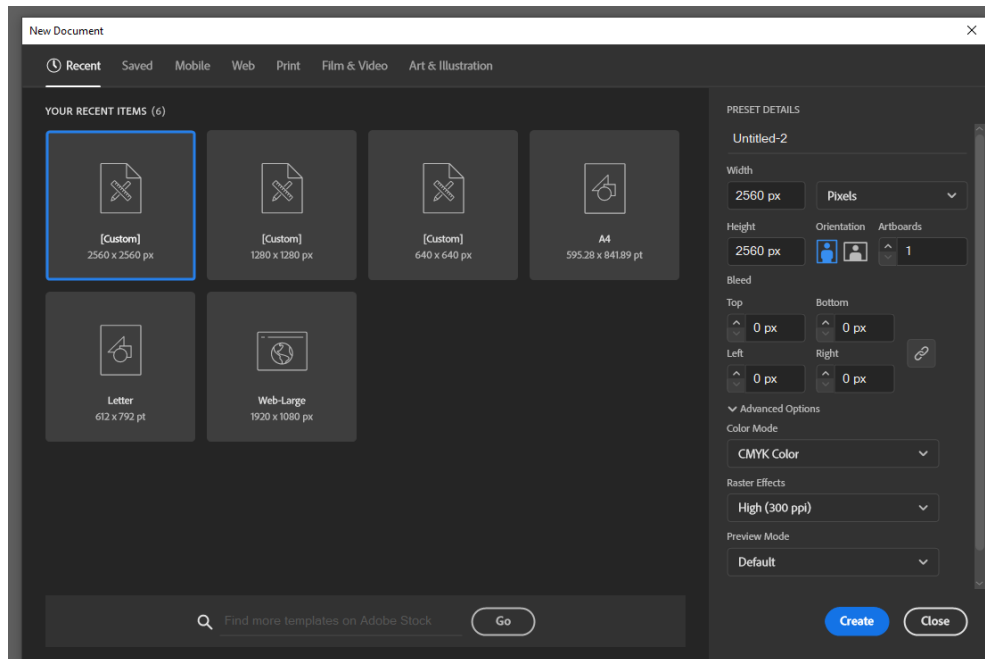 New Document
Recent Saved Mobile Web Print Film & Video Art & Illustration
YOUR RECENT ITEMS (6)
[Custom]
2560 x 2560 px
[Custom]
1280 x 1280 px
[Custom]
640 x 640 px
A4
595.28 x 841.89 pt
Letter
612 x 792 pt
Web-Large
1920 x 1080 px
Find more templates on Adobe Stock Go
PRESET DETAILS
Untitled-2
Width
2560 px Pixels
Height Orientation Artboards
2560 px 1
Bleed
Top Bottom
0 px 0 px
Left Right
0 px 0 px
Advanced Options
Color Mode
CMYK Color
Raster Effects
High (300 ppi)
Preview Mode
Default
Create Close